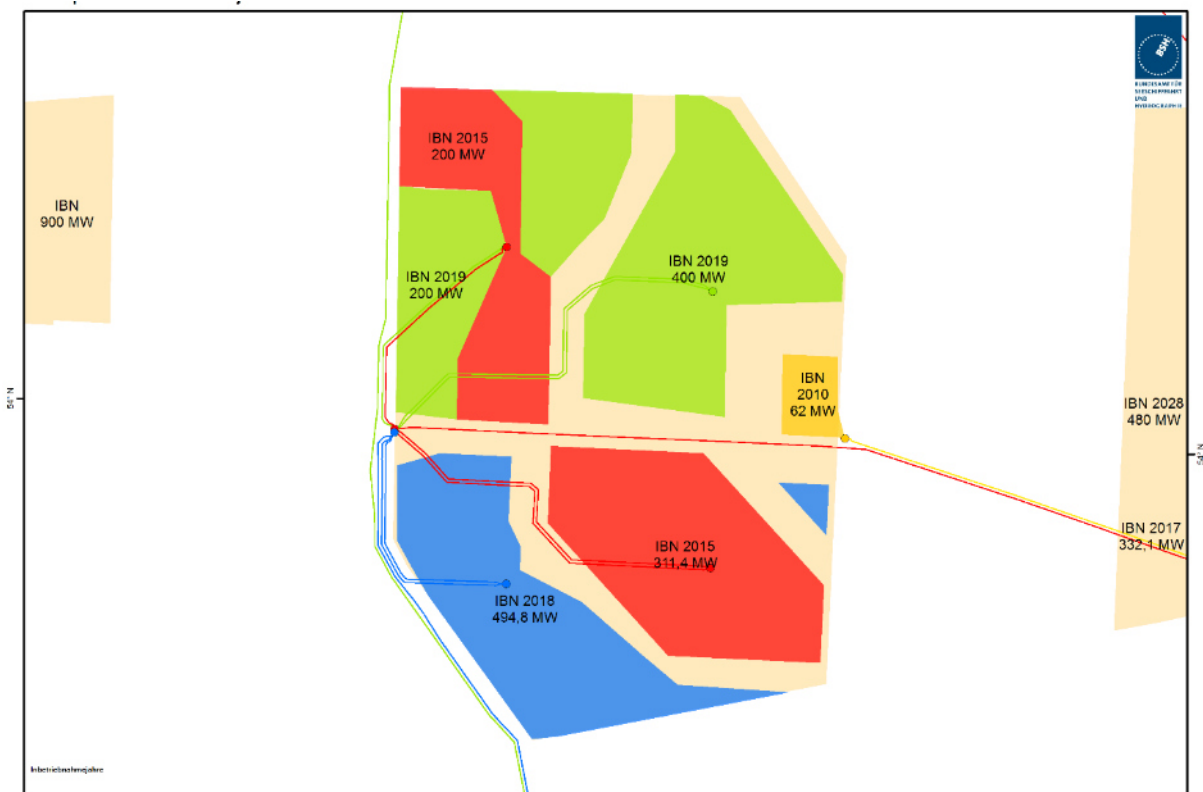 BSH
BUNDESAMT FÜR
SEESCHIFFFAHRT
UND
HYDROGRAPHIE
IBN 2015
200 MW
IBN
900 MW
IBN 2019
200 MW
IBN 2019
400 MW
IBN
2010
62 MW
IBN 2028
480 MW
54° N
54° N
IBN 2017
332,1 MW
IBN 2015
311,4 MW
IBN 2018
494,8 MW
Inbetriebnahmejahre